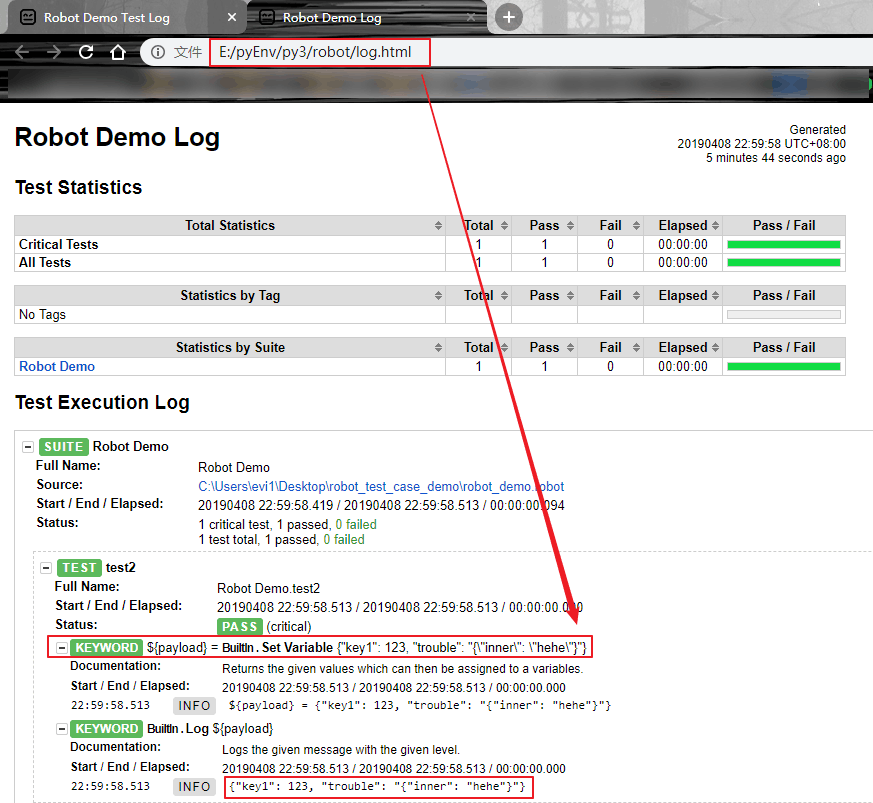 Robot Demo Test Log × Robot Demo Log ×
文件 E:/pyEnv/py3/robot/log.html
Robot Demo Log
Generated
20190408 22:59:58 UTC+08:00
5 minutes 44 seconds ago
Test Statistics
Total Statistics Total Pass Fail Elapsed Pass / Fail
Critical Tests 1 1 0 00:00:00
All Tests 1 1 0 00:00:00
Statistics by Tag Total Pass Fail Elapsed Pass / Fail
No Tags
Statistics by Suite Total Pass Fail Elapsed Pass / Fail
Robot Demo 1 1 0 00:00:00
Test Execution Log
SUITE Robot Demo
Full Name: Robot Demo
Source: C:\Users\evi1\Desktop\robot_test_case_demo\robot_demo.robot
Start / End / Elapsed: 20190408 22:59:58.419 / 20190408 22:59:58.513 / 00:00:00.094
Status: 1 critical test, 1 passed, 0 failed
1 test total, 1 passed, 0 failed
TEST test2
Full Name: Robot Demo.test2
Start / End / Elapsed: 20190408 22:59:58.513 / 20190408 22:59:58.513 / 00:00:00.000
Status: PASS (critical)
KEYWORD ${payload} = BuiltIn.Set Variable {"key1": 123, "trouble": "{\"inner\": \"hehe\"}"}
Documentation: Returns the given values which can then be assigned to a variables.
Start / End / Elapsed: 20190408 22:59:58.513 / 20190408 22:59:58.513 / 00:00:00.000
22:59:58.513 INFO ${payload} = {"key1": 123, "trouble": "{"inner": "hehe"}"}
KEYWORD BuiltIn.Log ${payload}
Documentation: Logs the given message with the given level.
Start / End / Elapsed: 20190408 22:59:58.513 / 20190408 22:59:58.513 / 00:00:00.000
22:59:58.513 INFO {"key1": 123, "trouble": "{"inner": "hehe"}"}